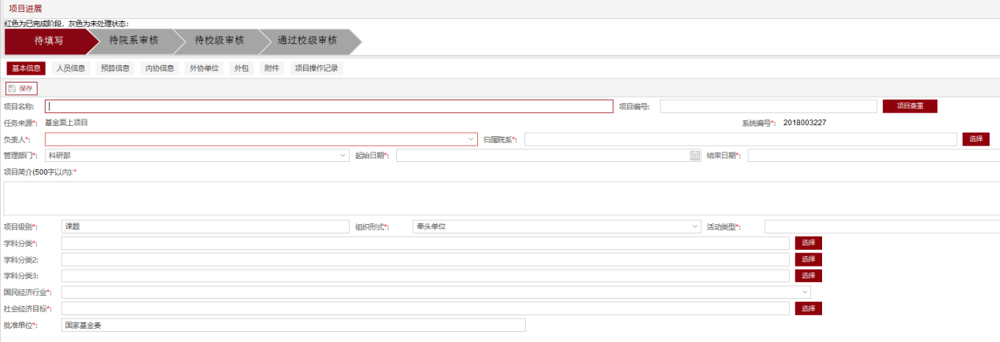 项目进展
红色为已完成阶段，灰色为未处理状态：
待填写 待院系审核 待校级审核 通过校级审核
基本信息 人员信息 预算信息 内协信息 外协单位 外包 附件 项目操作记录
保存
项目名称: 项目编号: 项目查重
任务来源*: 基金面上项目 系统编号*: 2018003227
负责人*: 归属院系*: 选择
管理部门*: 科研部 起始日期*: 结束日期*:
项目简介(500字以内):*
项目级别*: 课题 组织形式*: 牵头单位 活动类型*:
学科分类*: 选择
学科分类2: 选择
学科分类3: 选择
国民经济行业*:
社会经济目标*: 选择
批准单位*: 国家基金委